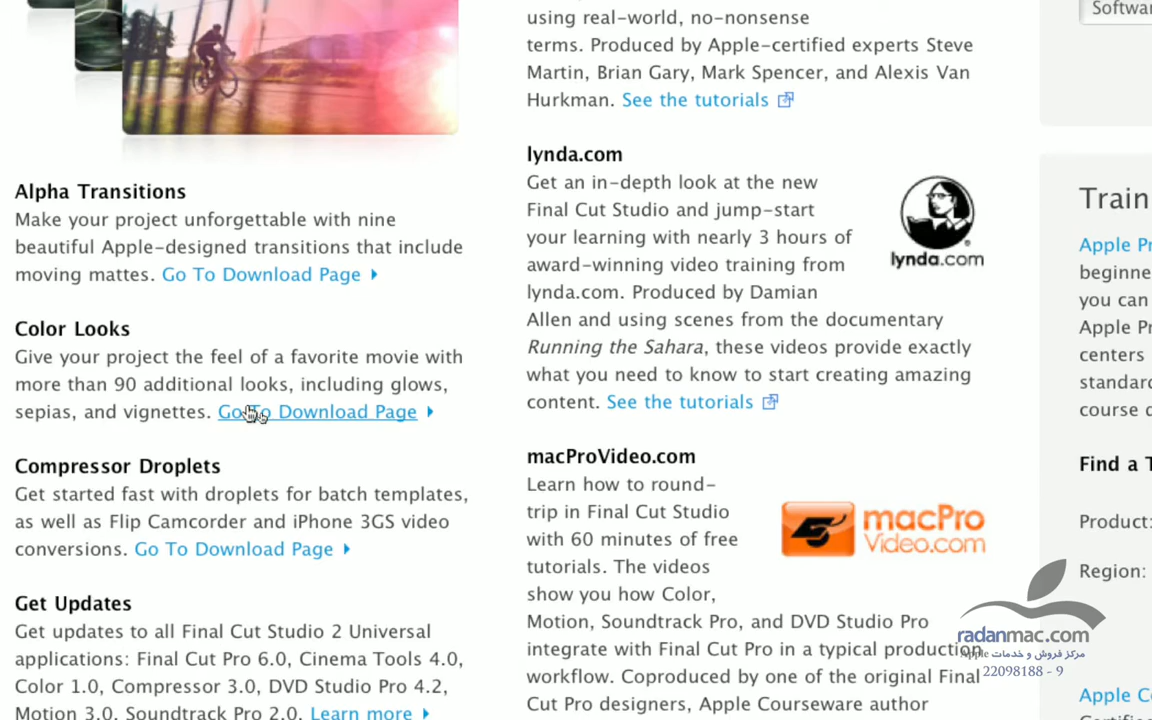 Alpha Transitions
Make your project unforgettable with nine
beautiful Apple-designed transitions that include
moving mattes. Go To Download Page
Color Looks
Give your project the feel of a favorite movie with
more than 90 additional looks, including glows,
sepias, and vignettes. Go To Download Page
Compressor Droplets
Get started fast with droplets for batch templates,
as well as Flip Camcorder and iPhone 3GS video
conversions. Go To Download Page
Get Updates
Get updates to all Final Cut Studio 2 Universal
applications: Final Cut Pro 6.0, Cinema Tools 4.0,
Color 1.0, Compressor 3.0, DVD Studio Pro 4.2,
Motion 3.0, Soundtrack Pro 2.0. Learn more
using real-world, no-nonsense
terms. Produced by Apple-certified experts Steve
Martin, Brian Gary, Mark Spencer, and Alexis Van
Hurkman. See the tutorials
lynda.com
Get an in-depth look at the new
Final Cut Studio and jump-start
your learning with nearly 3 hours of
award-winning video training from
lynda.com. Produced by Damian
Allen and using scenes from the documentary
Running the Sahara, these videos provide exactly
what you need to know to start creating amazing
content. See the tutorials
lynda.com
macProVideo.com
Learn how to round-
trip in Final Cut Studio
with 60 minutes of free
tutorials. The videos
show you how Color,
Motion, Soundtrack Pro, and DVD Studio Pro
integrate with Final Cut Pro in a typical production
workflow. Coproduced by one of the original Final
Cut Pro designers, Apple Courseware author
macPro
Video.com
Softwar
Train
Apple Pr
beginne
you can
Apple Pr
centers
standard
course
Find a T
Product:
Region:
Apple Co
radanmac.com
مرکز فروش و خدمات Apple
22098188 - 9